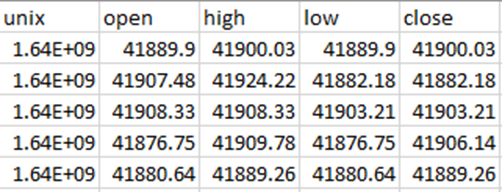 unix open high low close
1.64E+09 41889.9 41900.03 41889.9 41900.03
1.64E+09 41907.48 41924.22 41882.18 41882.18
1.64E+09 41908.33 41908.33 41903.21 41903.21
1.64E+09 41876.75 41909.78 41876.75 41906.14
1.64E+09 41880.64 41889.26 41880.64 41889.26